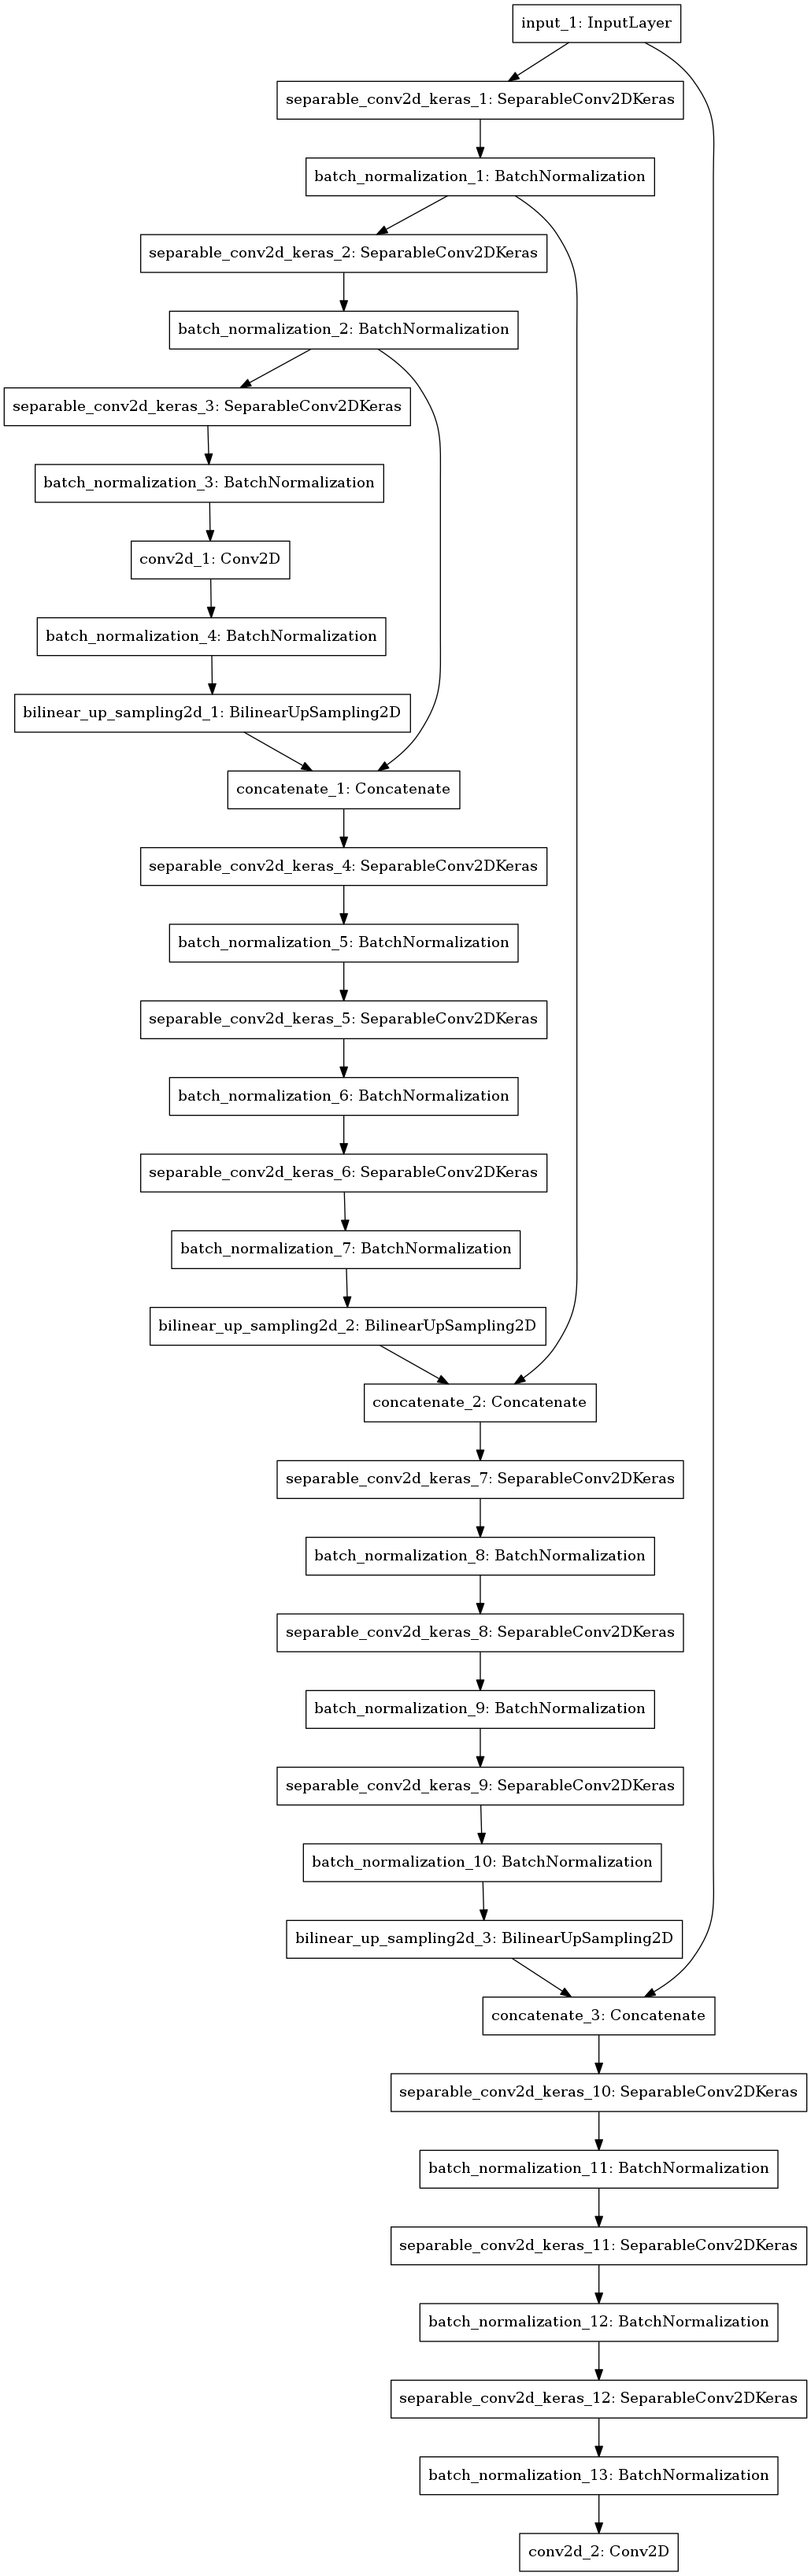 input_1: InputLayer
separable_conv2d_keras_1: SeparableConv2DKeras
batch_normalization_1: BatchNormalization
separable_conv2d_keras_2: SeparableConv2DKeras
batch_normalization_2: BatchNormalization
separable_conv2d_keras_3: SeparableConv2DKeras
batch_normalization_3: BatchNormalization
conv2d_1: Conv2D
batch_normalization_4: BatchNormalization
bilinear_up_sampling2d_1: BilinearUpSampling2D
concatenate_1: Concatenate
separable_conv2d_keras_4: SeparableConv2DKeras
batch_normalization_5: BatchNormalization
separable_conv2d_keras_5: SeparableConv2DKeras
batch_normalization_6: BatchNormalization
separable_conv2d_keras_6: SeparableConv2DKeras
batch_normalization_7: BatchNormalization
bilinear_up_sampling2d_2: BilinearUpSampling2D
concatenate_2: Concatenate
separable_conv2d_keras_7: SeparableConv2DKeras
batch_normalization_8: BatchNormalization
separable_conv2d_keras_8: SeparableConv2DKeras
batch_normalization_9: BatchNormalization
separable_conv2d_keras_9: SeparableConv2DKeras
batch_normalization_10: BatchNormalization
bilinear_up_sampling2d_3: BilinearUpSampling2D
concatenate_3: Concatenate
separable_conv2d_keras_10: SeparableConv2DKeras
batch_normalization_11: BatchNormalization
separable_conv2d_keras_11: SeparableConv2DKeras
batch_normalization_12: BatchNormalization
separable_conv2d_keras_12: SeparableConv2DKeras
batch_normalization_13: BatchNormalization
conv2d_2: Conv2D